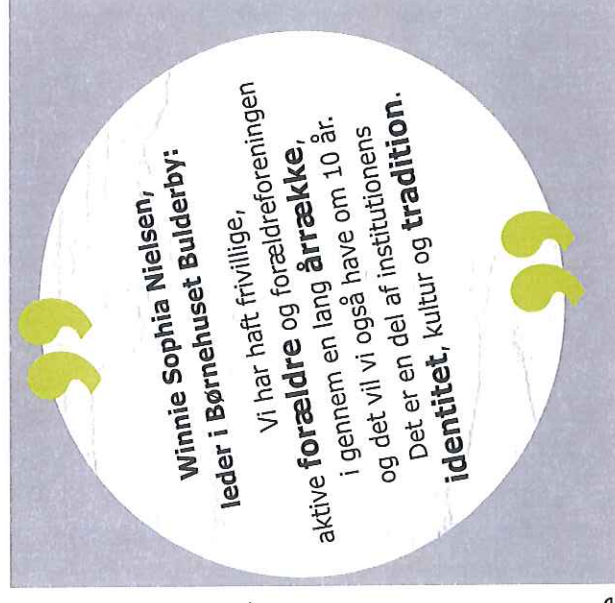 Winnie Sophia Nielsen,
leder i Børnehuset Bulderby:
Vi har haft frivillige,
aktive forældre og forældreforeningen
i gennem en lang årrække,
og det vil vi også have om 10 år.
Det er en del af institutionens
identitet, kultur og tradition.